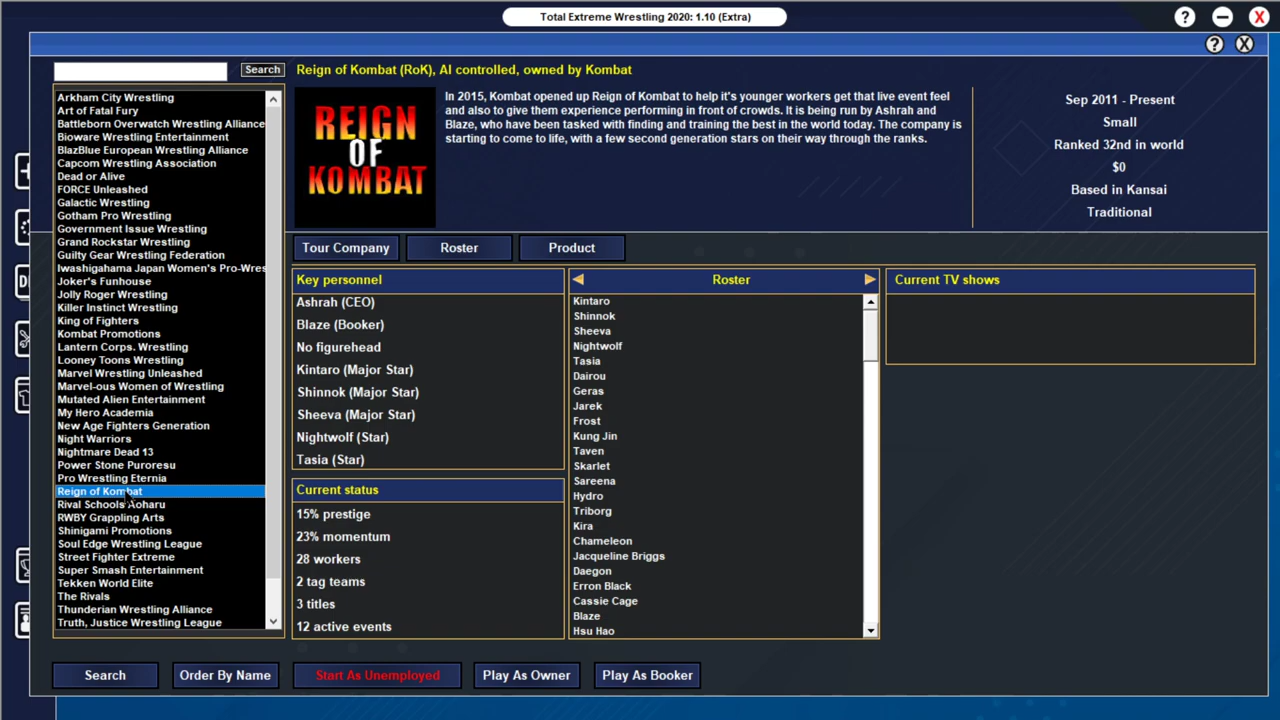 Total Extreme Wrestling 2020: 1.10 (Extra)
Search
Reign of Kombat (RoK), AI controlled, owned by Kombat
Arkham City Wrestling
Art of Fatal Fury
Battleborn Overwatch Wrestling Alliance
Bioware Wrestling Entertainment
BlazBlue European Wrestling Alliance
Capcom Wrestling Association
Dead or Alive
FORCE Unleashed
Galactic Wrestling
Gotham Pro Wrestling
Government Issue Wrestling
Grand Rockstar Wrestling
Guilty Gear Wrestling Federation
Iwashigahama Japan Women's Pro-Wres
Joker's Funhouse
Jolly Roger Wrestling
Killer Instinct Wrestling
King of Fighters
Kombat Promotions
Lantern Corps. Wrestling
Looney Toons Wrestling
Marvel Wrestling Unleashed
Marvel-ous Women of Wrestling
Mutated Alien Entertainment
My Hero Academia
New Age Fighters Generation
Night Warriors
Nightmare Dead 13
Power Stone Puroresu
Pro Wrestling Eternia
Reign of Kombat
Rival Schools Aoharu
RWBY Grappling Arts
Shinigami Promotions
Soul Edge Wrestling League
Street Fighter Extreme
Super Smash Entertainment
Tekken World Elite
The Rivals
Thunderian Wrestling Alliance
Truth, Justice Wrestling League
REIGN
OF
KOMBAT
In 2015, Kombat opened up Reign of Kombat to help it's younger workers get that live event feel
and also to give them experience performing in front of crowds. It is being run by Ashrah and
Blaze, who have been tasked with finding and training the best in the world today. The company is
starting to come to life, with a few second generation stars on their way through the ranks.
Sep 2011 - Present
Small
Ranked 32nd in world
$0
Based in Kansai
Traditional
Tour Company
Roster
Product
Key personnel
Ashrah (CEO)
Blaze (Booker)
No figurehead
Kintaro (Major Star)
Shinnok (Major Star)
Sheeva (Major Star)
Nightwolf (Star)
Tasia (Star)
Current status
15% prestige
23% momentum
28 workers
2 tag teams
3 titles
12 active events
Roster
Kintaro
Shinnok
Sheeva
Nightwolf
Tasia
Dairou
Geras
Jarek
Frost
Kung Jin
Taven
Skarlet
Sareena
Hydro
Triborg
Kira
Chameleon
Jacqueline Briggs
Daegon
Erron Black
Cassie Cage
Blaze
Hsu Hao
Current TV shows
Search
Order By Name
Start As Unemployed
Play As Owner
Play As Booker